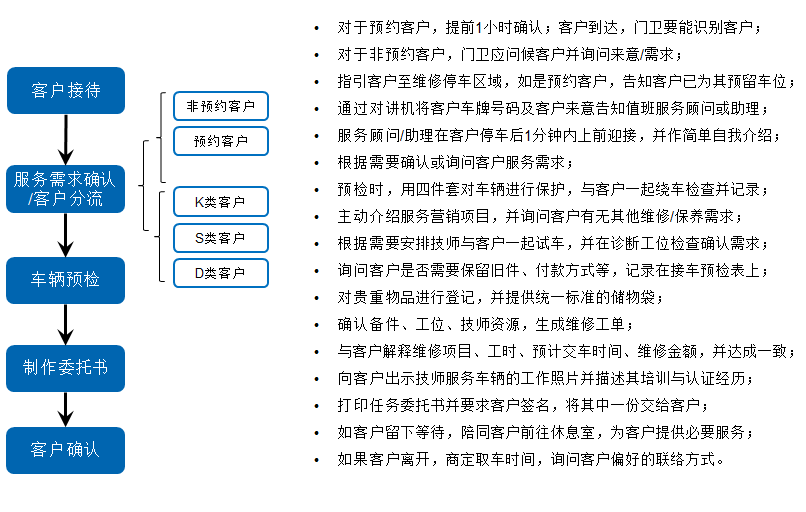 客户接待
服务需求确认
/客户分流
车辆预检
制作委托书
客户确认
非预约客户
预约客户
K类客户
S类客户
D类客户
• 对于预约客户，提前1小时确认；客户到达，门卫要能识别客户；
• 对于非预约客户，门卫应问候客户并询问来意/需求；
• 指引客户至维修停车区域，如是预约客户，告知客户已为其预留车位；
• 通过对讲机将客户车牌号码及客户来意告知值班服务顾问或助理；
• 服务顾问/助理在客户停车后1分钟内上前迎接，并作简单自我介绍；
• 根据需要确认或询问客户服务需求；
• 预检时，用四件套对车辆进行保护，与客户一起绕车检查并记录；
• 主动介绍服务营销项目，并询问客户有无其他维修/保养需求；
• 根据需要安排技师与客户一起试车，并在诊断工位检查确认需求；
• 询问客户是否需要保留旧件、付款方式等，记录在接车预检表上；
• 对贵重物品进行登记，并提供统一标准的储物袋；
• 确认备件、工位、技师资源，生成维修工单；
• 与客户解释维修项目、工时、预计交车时间、维修金额，并达成一致；
• 向客户出示技师服务车辆的工作照片并描述其培训与认证经历；
• 打印任务委托书并要求客户签名，将其中一份交给客户；
• 如客户留下等待，陪同客户前往休息室，为客户提供必要服务；
• 如果客户离开，商定取车时间，询问客户偏好的联络方式。